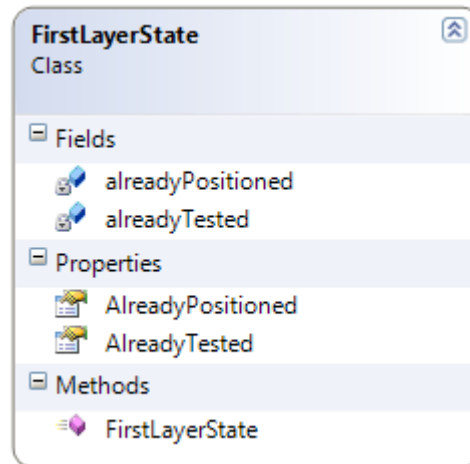 FirstLayerState
Class
Fields
alreadyPositioned
alreadyTested
Properties
AlreadyPositioned
AlreadyTested
Methods
FirstLayerState